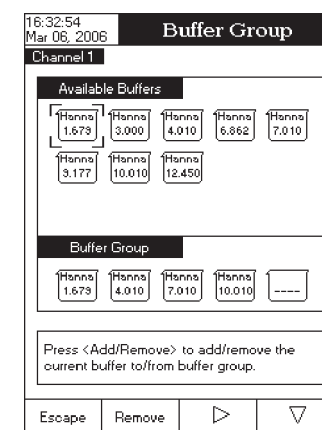 16:32:54
Mar 06, 2006
Buffer Group
Channel 1
Available Buffers
Hanna Hanna Hanna Hanna Hanna
1.679 3.000 4.010 6.862 7.010
Hanna Hanna Hanna
9.177 10.010 12.450
Buffer Group
Hanna Hanna Hanna Hanna
1.679 4.010 7.010 10.010 ----
Press <Add/Remove> to add/remove the
current buffer to/from buffer group.
Escape Remove